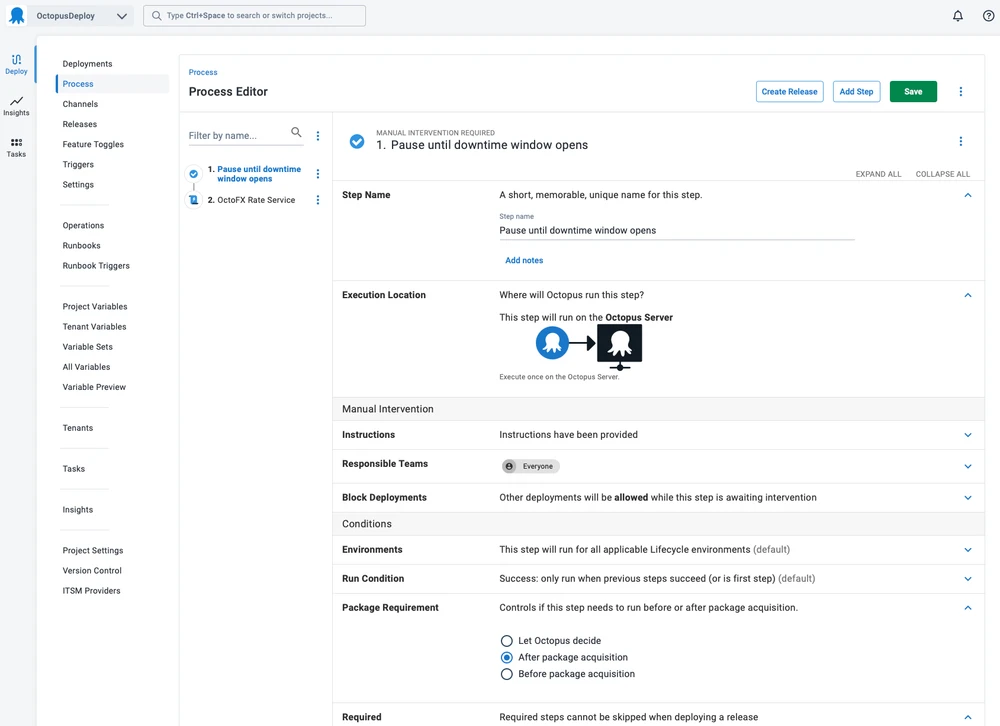 OctopusDeploy
Type Ctrl+Space to search or switch projects...
Deploy
Insights
Tasks
Deployments
Process
Channels
Releases
Feature Toggles
Triggers
Settings
Operations
Runbooks
Runbook Triggers
Project Variables
Tenant Variables
Variable Sets
All Variables
Variable Preview
Tenants
Tasks
Insights
Project Settings
Version Control
ITSM Providers
Process
Process Editor
Create Release
Add Step
Save
Filter by name...
1. Pause until downtime
window opens
2. OctoFX Rate Service
MANUAL INTERVENTION REQUIRED
1. Pause until downtime window opens
EXPAND ALL
COLLAPSE ALL
Step Name
A short, memorable, unique name for this step.
Step name
Pause until downtime window opens
Add notes
Execution Location
Where will Octopus run this step?
This step will run on the Octopus Server
Execute once on the Octopus Server.
Manual Intervention
Instructions
Instructions have been provided
Responsible Teams
Everyone
Block Deployments
Other deployments will be allowed while this step is awaiting intervention
Conditions
Environments
This step will run for all applicable Lifecycle environments (default)
Run Condition
Success: only run when previous steps succeed (or is first step) (default)
Package Requirement
Controls if this step needs to run before or after package acquisition.
Let Octopus decide
After package acquisition
Before package acquisition
Required
Required steps cannot be skipped when deploying a release